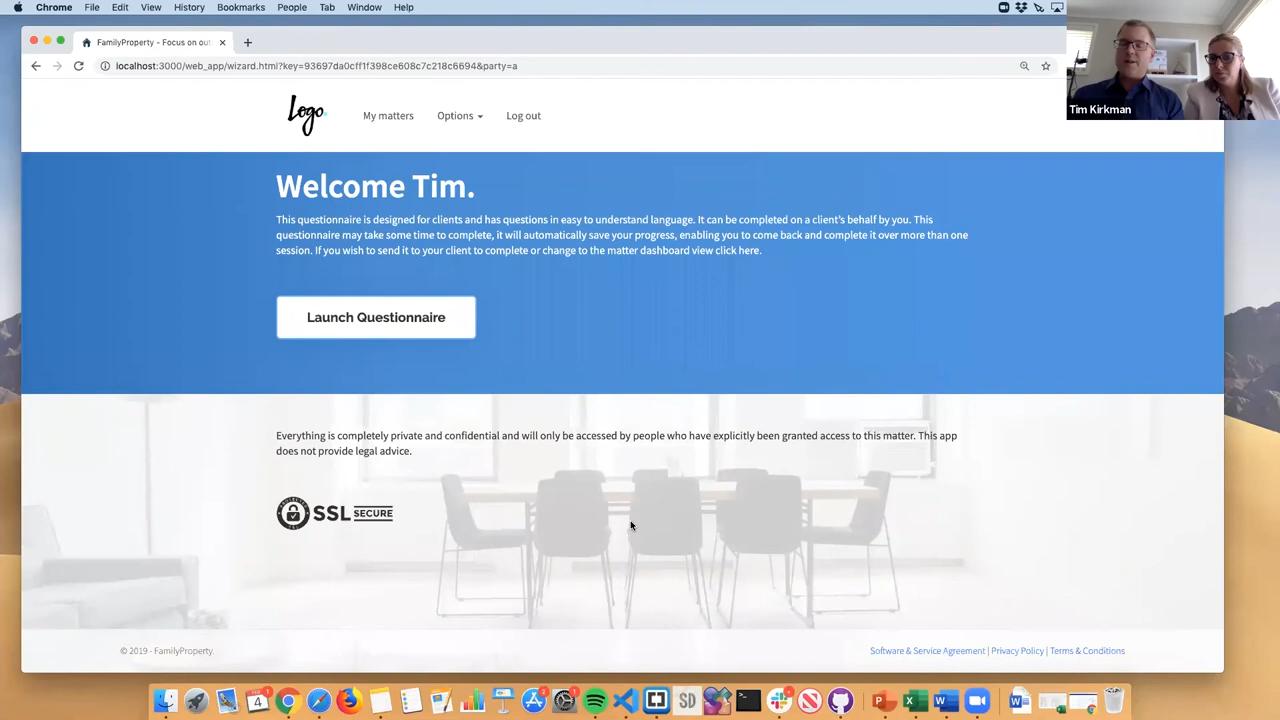 Chrome File Edit View History Bookmarks People Tab Window Help
FamilyProperty - Focus on out
localhost:3000/web_app/wizard.html?key=93697da0cff1f398ce608c7c218c6694&party=a
Tim Kirkman
Logo.
My matters Options Log out
Welcome Tim.
This questionnaire is designed for clients and has questions in easy to understand language. It can be completed on a client's behalf by you. This
questionnaire may take some time to complete, it will automatically save your progress, enabling you to come back and complete it over more than one
session. If you wish to send it to your client to complete or change to the matter dashboard view click here.
Launch Questionnaire
Everything is completely private and confidential and will only be accessed by people who have explicitly been granted access to this matter. This app
does not provide legal advice.
SSL SECURE
© 2019 - FamilyProperty.
Software & Service Agreement | Privacy Policy | Terms & Conditions
FEB
4
SD